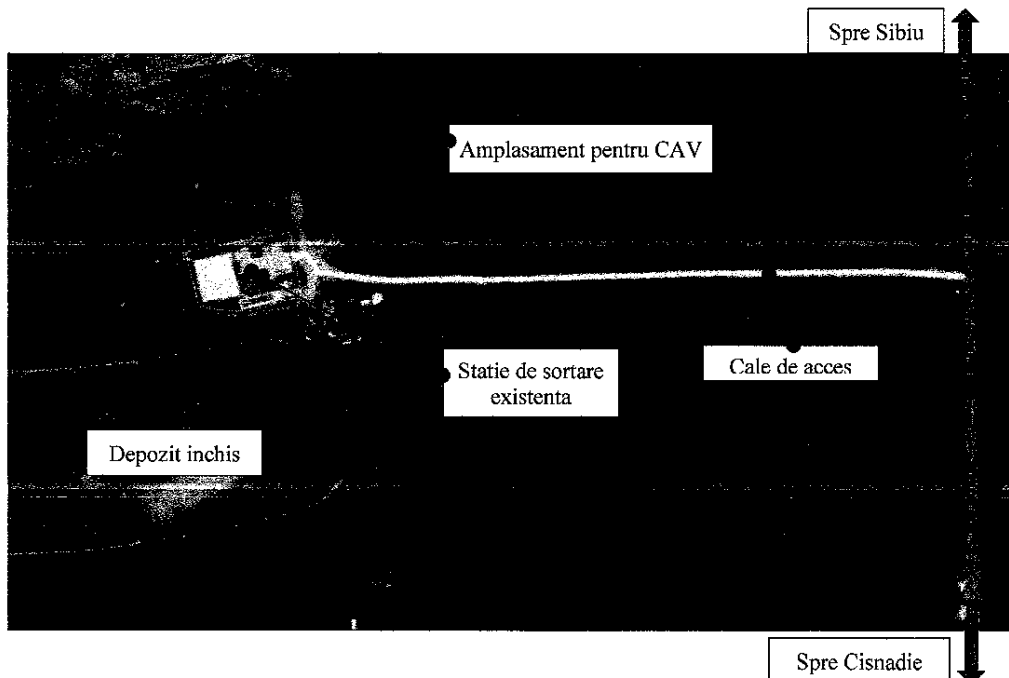 Spre Sibiu
Amplasament pentru CAV
Statie de sortare
existenta
Cale de acces
Depozit inchis
Spre Cisnadie